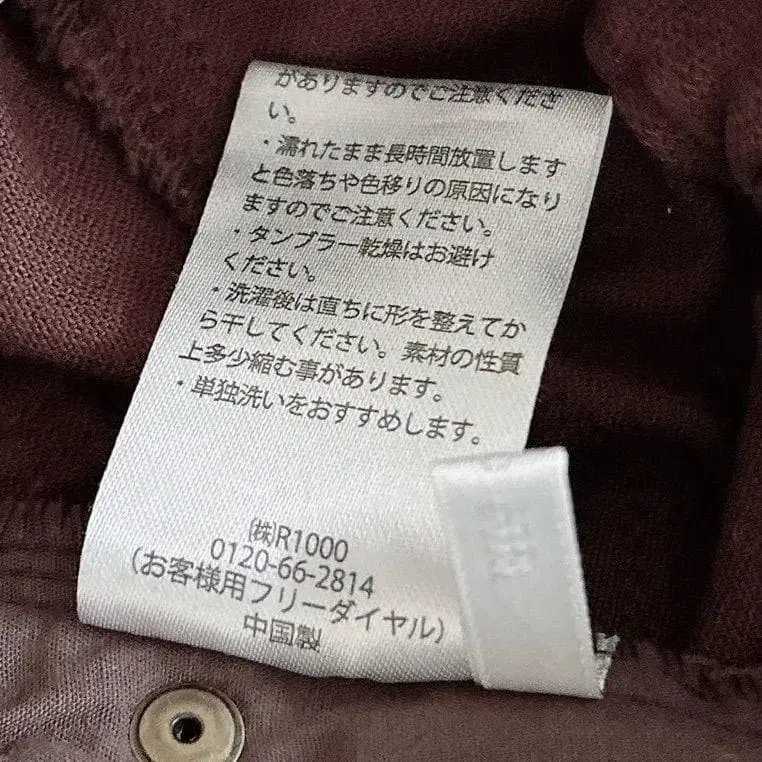 がありますのでご注意くださ
い。
・濡れたまま長時間放置します
と色落ちや色移りの原因になり
ますのでご注意ください。
・タンブラー乾燥はお避け
ください。
・洗濯後は直ちに形を整えてか
ら干してください。素材の性質
上多少縮む事があります。
・単独洗いをおすすめします。
㈱R1000
0120-66-2814
(お客様用フリーダイヤル)
中国製